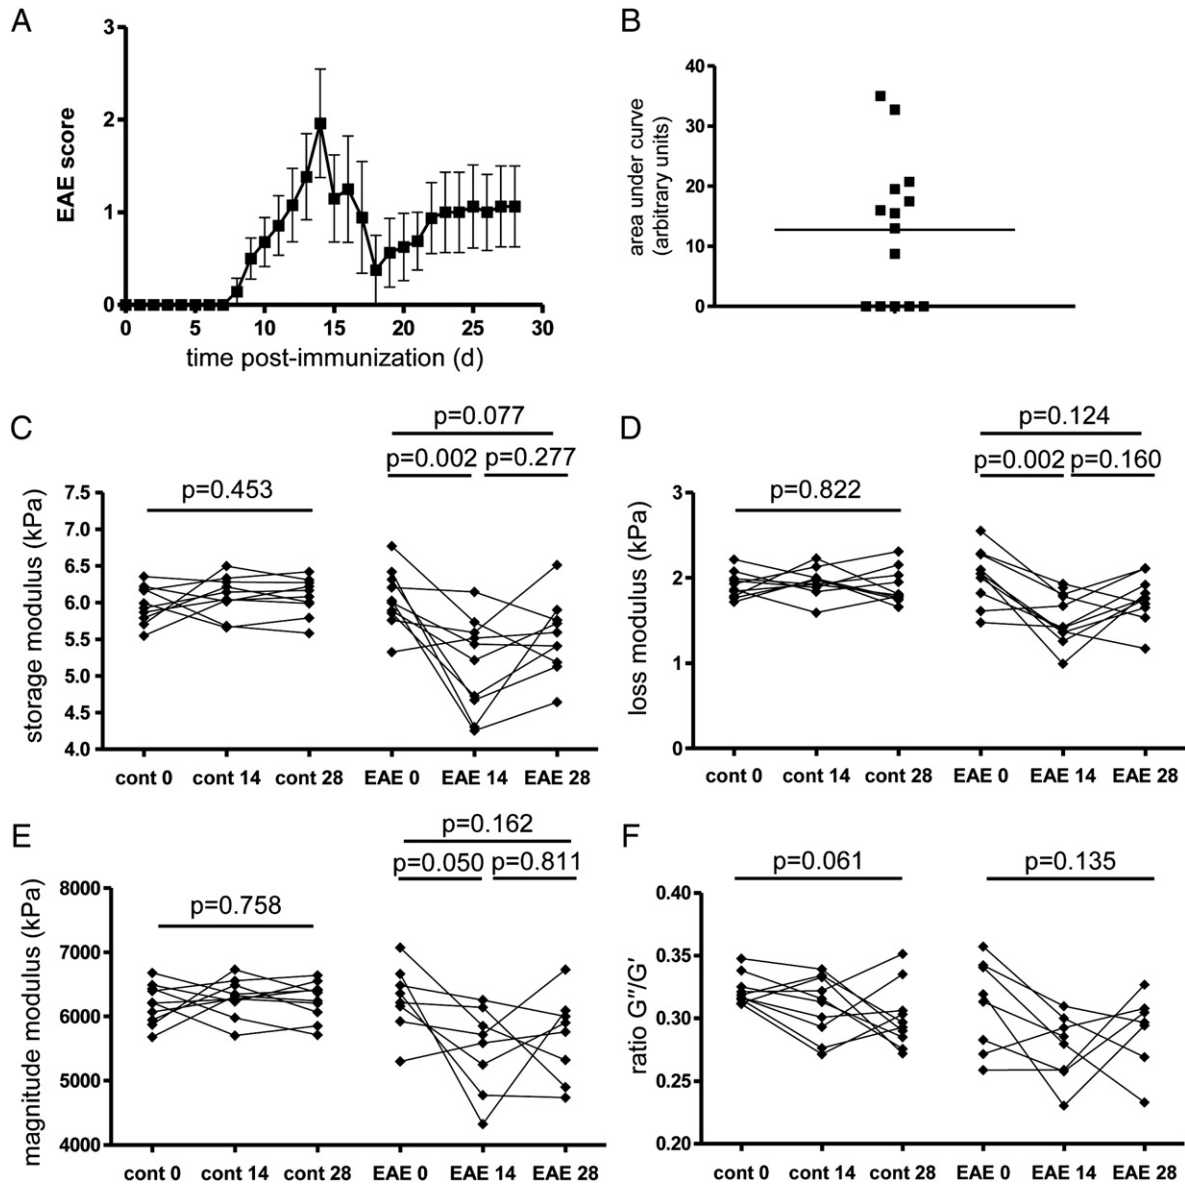 A
3
2
1
0
EAE score
0 5 10 15 20 25 30
time post-immunization (d)
B
40
30
20
10
0
area under curve
(arbitrary units)
C
p=0.077
p=0.002 p=0.277
p=0.453
7.5
7.0
6.5
6.0
5.5
5.0
4.5
4.0
storage modulus (kPa)
cont 0 cont 14 cont 28 EAE 0 EAE 14 EAE 28
D
p=0.124
p=0.002 p=0.160
p=0.822
3
2
1
0
loss modulus (kPa)
cont 0 cont 14 cont 28 EAE 0 EAE 14 EAE 28
E
p=0.162
p=0.050 p=0.811
p=0.758
8000
7000
6000
5000
4000
magnitude modulus (kPa)
cont 0 cont 14 cont 28 EAE 0 EAE 14 EAE 28
F
p=0.061 p=0.135
0.40
0.35
0.30
0.25
0.20
ratio G''/G'
cont 0 cont 14 cont 28 EAE 0 EAE 14 EAE 28